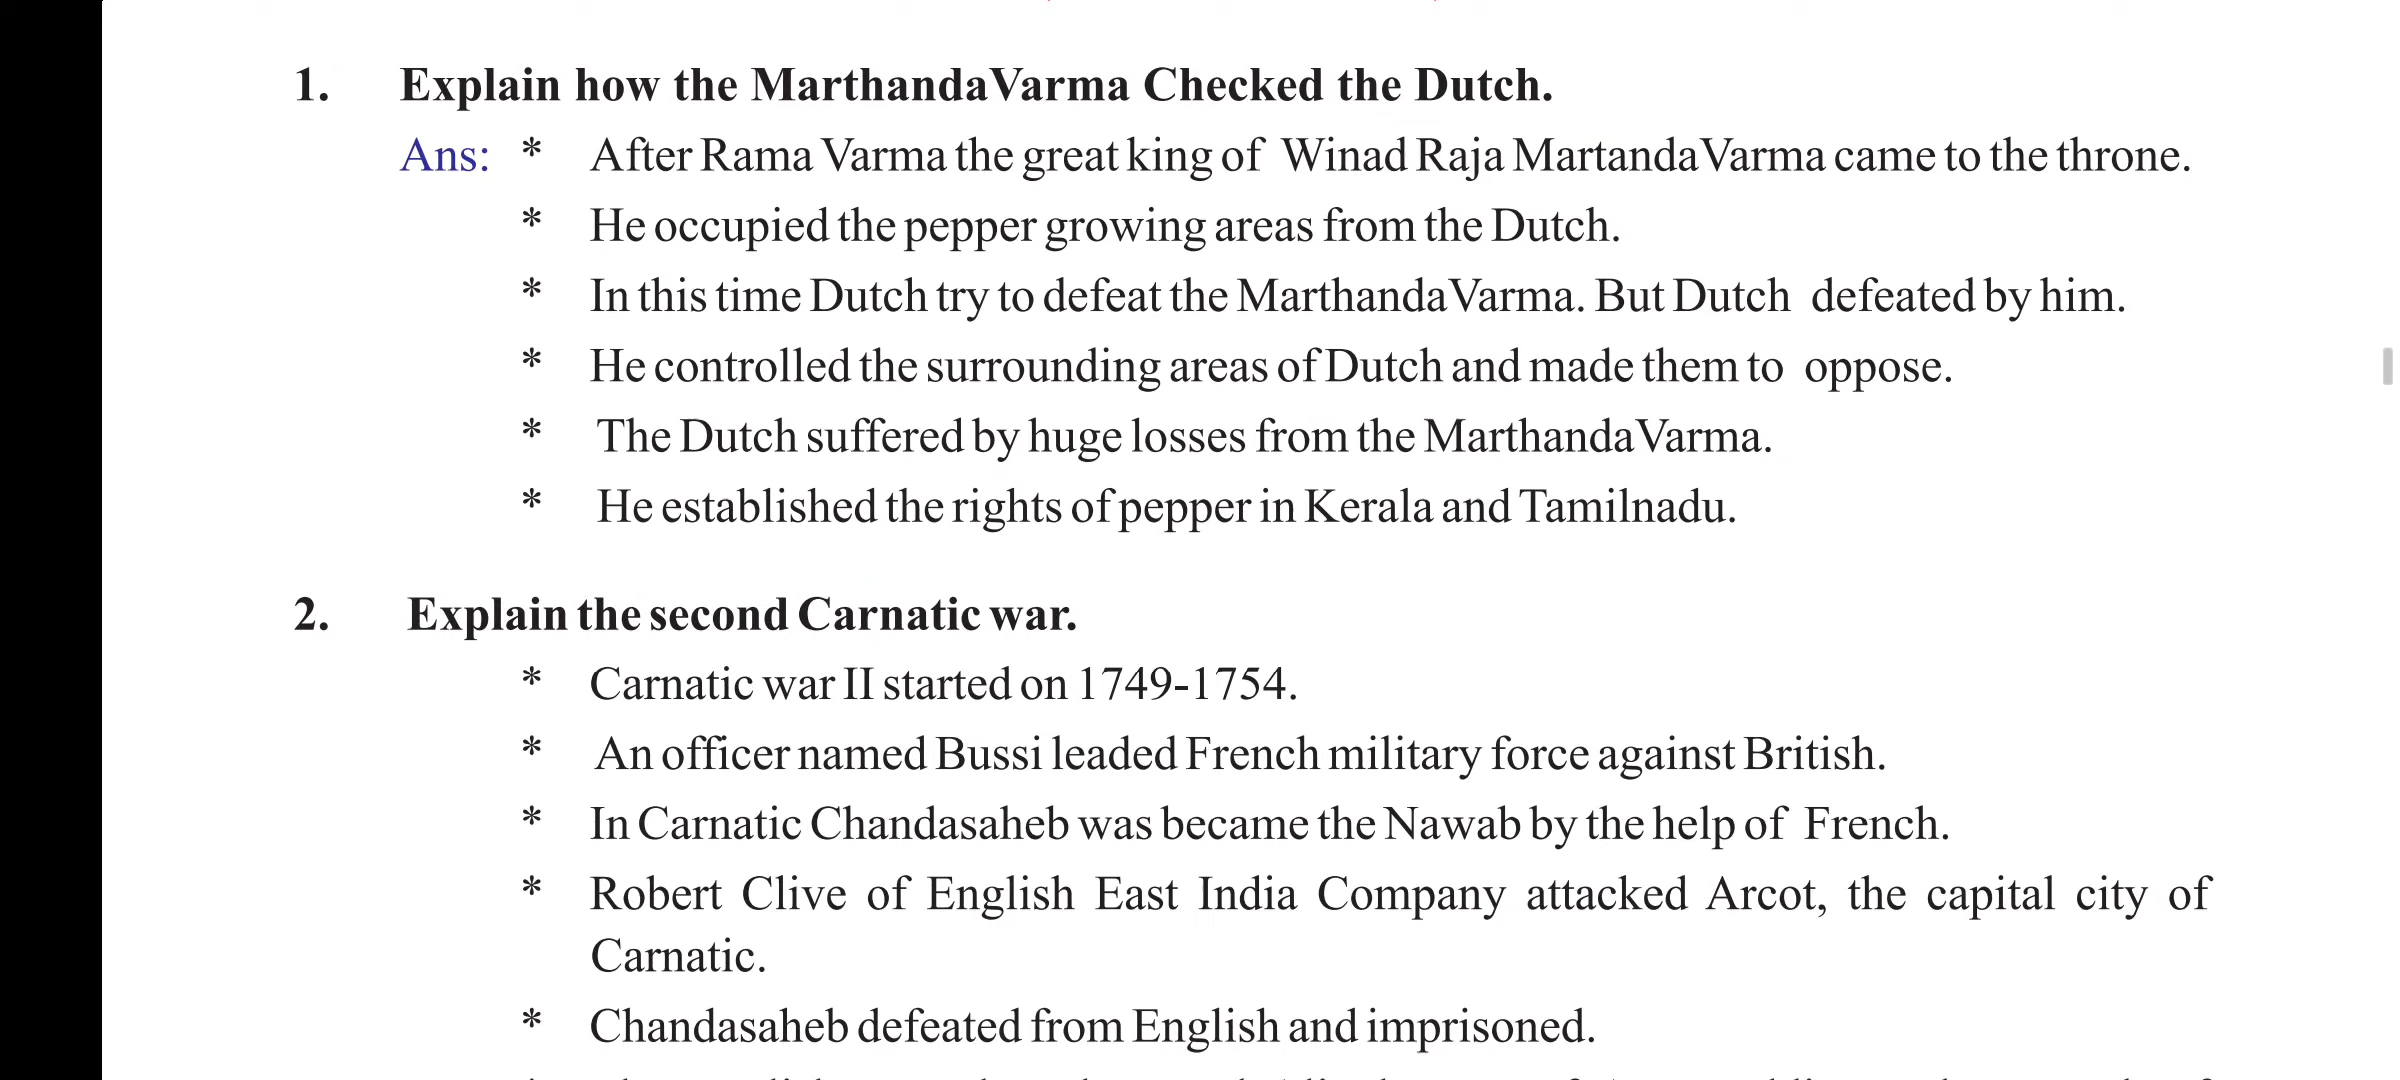 1. Explain how the MarthandaVarma Checked the Dutch.
Ans: * After Rama Varma the great king of Winad Raja MartandaVarma came to the throne.
* He occupied the pepper growing areas from the Dutch.
* In this time Dutch try to defeat the MarthandaVarma. But Dutch defeated by him.
* He controlled the surrounding areas of Dutch and made them to oppose.
* The Dutch suffered by huge losses from the MarthandaVarma.
* He established the rights of pepper in Kerala and Tamilnadu.
2. Explain the second Carnatic war.
* Carnatic war II started on 1749-1754.
* An officer named Bussi leaded French military force against British.
* In Carnatic Chandasaheb was became the Nawab by the help of French.
* Robert Clive of English East India Company attacked Arcot, the capital city of
Carnatic.
* Chandasaheb defeated from English and imprisoned.